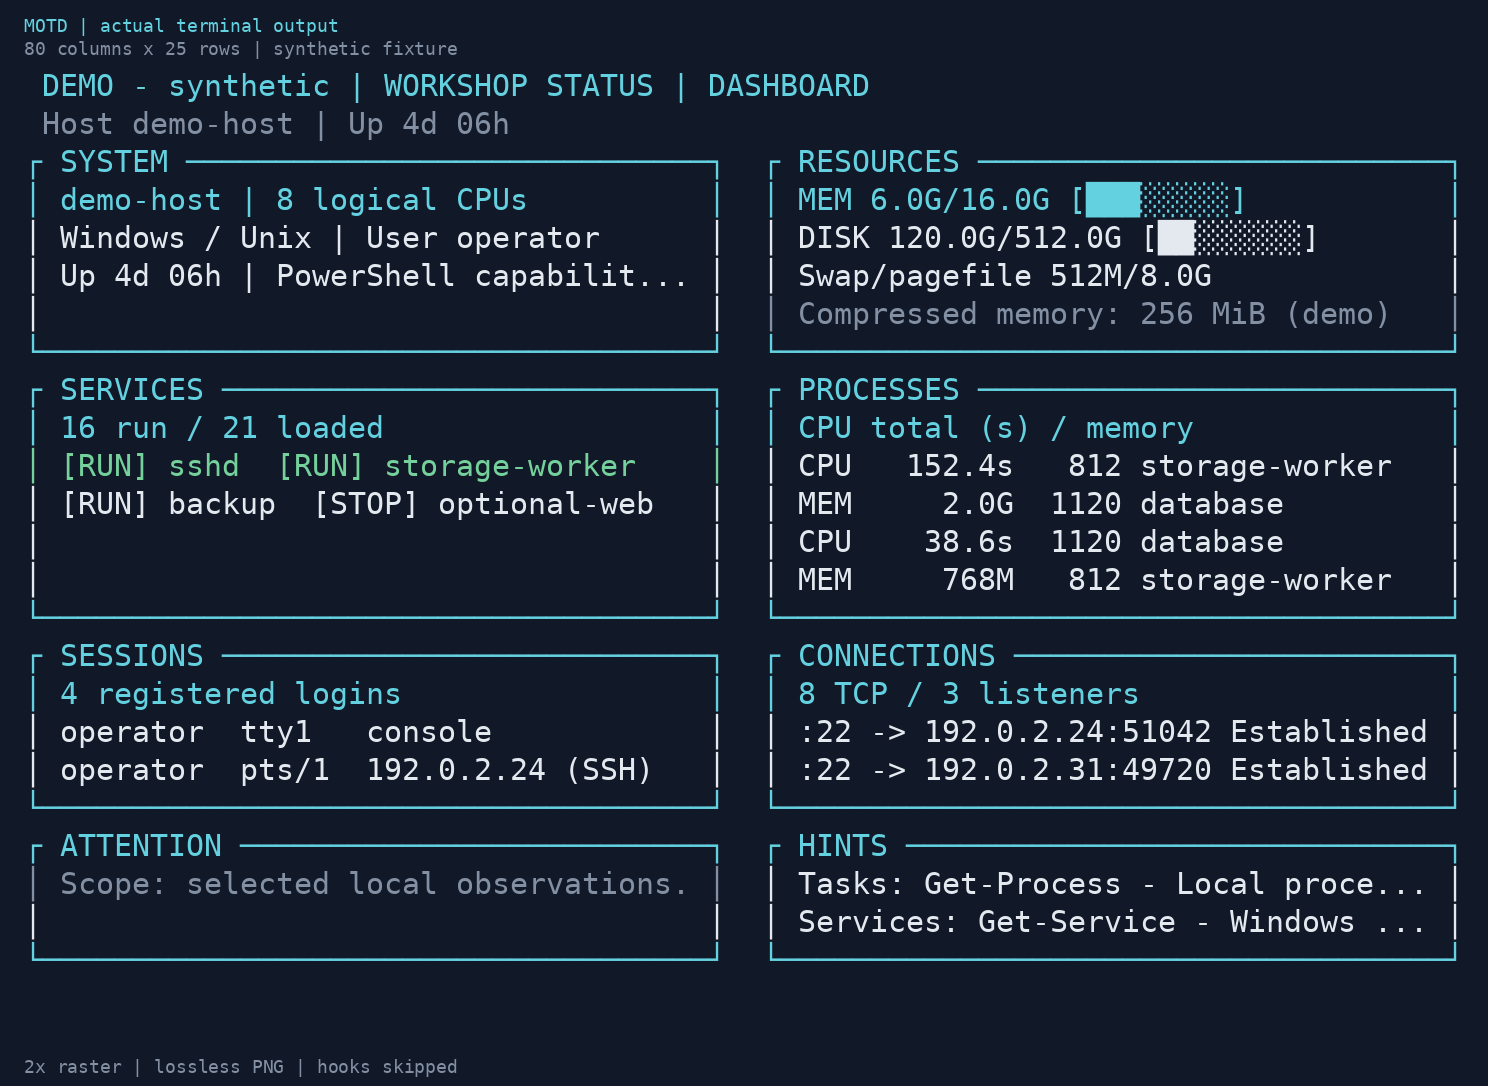 MOTD | actual terminal output
80 columns x 25 rows | synthetic fixture
DEMO - synthetic | WORKSHOP STATUS | DASHBOARD
Host demo-host | Up 4d 06h
SYSTEM
demo-host | 8 logical CPUs
Windows / Unix | User operator
Up 4d 06h | PowerShell capabilit...
RESOURCES
MEM 6.0G/16.0G [███░░░░░]
DISK 120.0G/512.0G [██░░░░░░]
Swap/pagefile 512M/8.0G
Compressed memory: 256 MiB (demo)
SERVICES
16 run / 21 loaded
[RUN] sshd  [RUN] storage-worker
[RUN] backup  [STOP] optional-web
PROCESSES
CPU total (s) / memory
CPU   152.4s   812 storage-worker
MEM     2.0G  1120 database
CPU    38.6s  1120 database
MEM     768M   812 storage-worker
SESSIONS
4 registered logins
operator  tty1   console
operator  pts/1  192.0.2.24 (SSH)
CONNECTIONS
8 TCP / 3 listeners
:22 -> 192.0.2.24:51042 Established
:22 -> 192.0.2.31:49720 Established
ATTENTION
Scope: selected local observations.
HINTS
Tasks: Get-Process - Local proce...
Services: Get-Service - Windows ...
2x raster | lossless PNG | hooks skipped